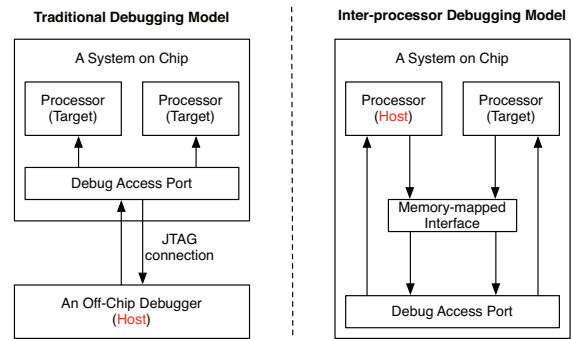 Traditional Debugging Model
A System on Chip
Processor
(Target)
Processor
(Target)
Debug Access Port
JTAG
connection
An Off-Chip Debugger
(Host)
Inter-processor Debugging Model
A System on Chip
Processor
(Host)
Processor
(Target)
Memory-mapped
Interface
Debug Access Port